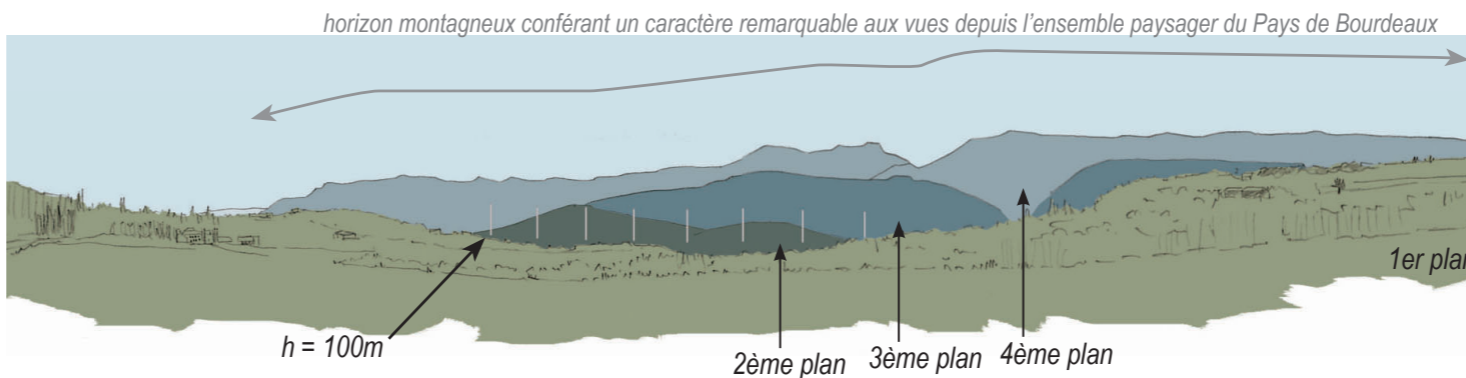 horizon montagneux conférant un caractère remarquable aux vues depuis l’ensemble paysager du Pays de Bourdeaux
1er plan
h = 100m
2ème plan
3ème plan
4ème plan